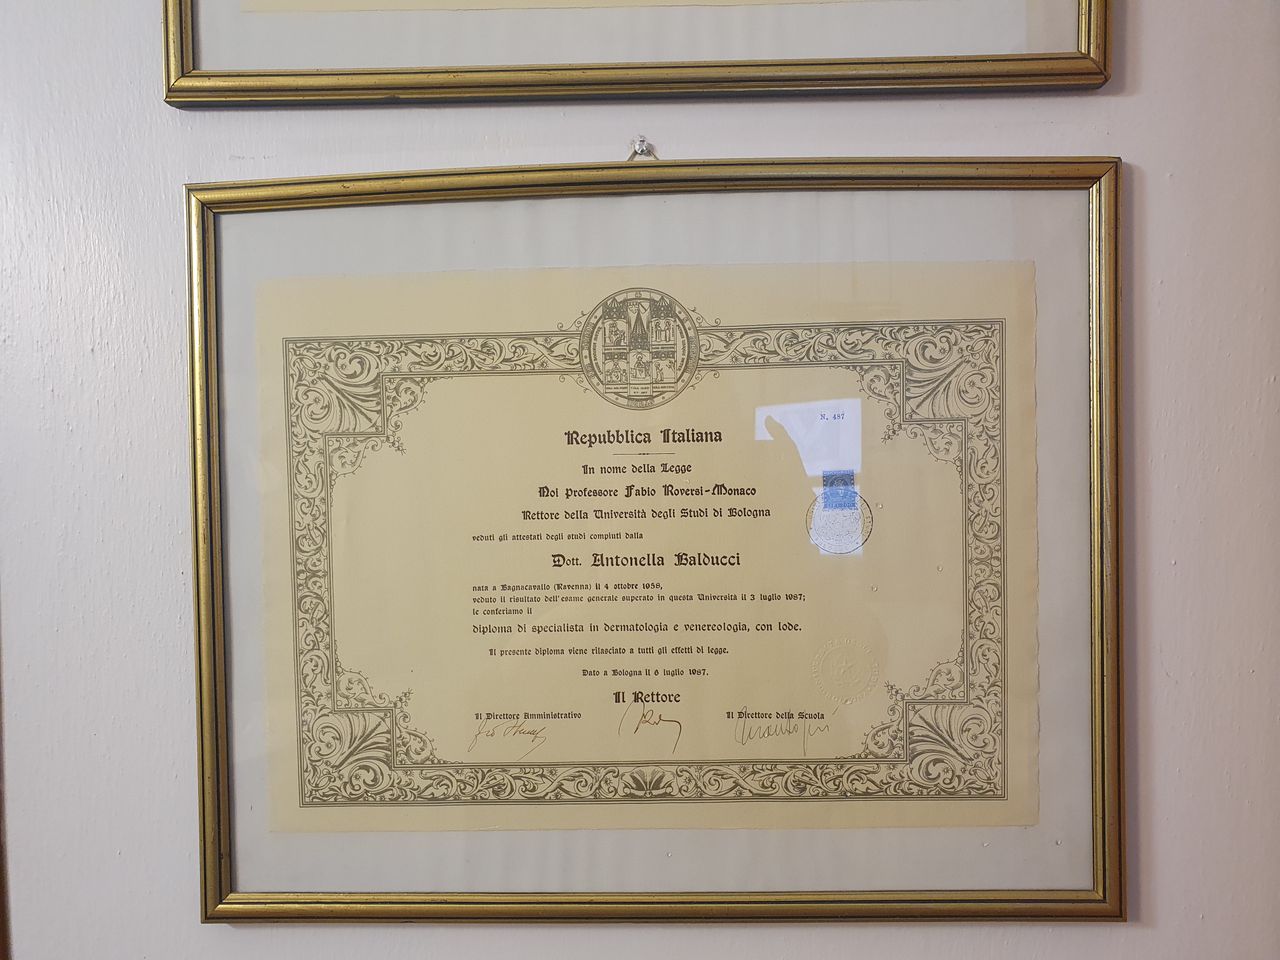 N. 487
Repubblica Italiana
In nome della Legge
Noi Professore Fabio Roversi-Monaco
Rettore della Università degli Studi di Bologna
veduti gli attestati degli studi compiuti dalla
Dott. Antonella Balducci
nata a Bagnacavallo (Ravenna) il 4 ottobre 1958,
veduto il risultato dell'esame generale superato in questa Università il 3 luglio 1987;
le conferiamo il
diploma di specialista in dermatologia e venereologia, con lode.
Il presente diploma viene rilasciato a tutti gli effetti di legge.
Dato a Bologna il 6 luglio 1987.
Il Rettore
Il Direttore Amministrativo
Il Direttore della Scuola